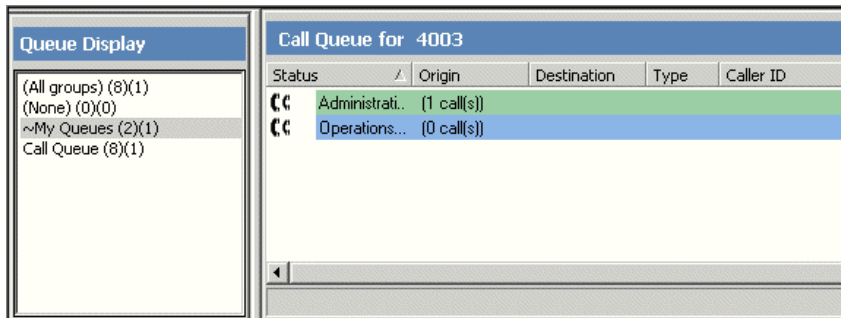 Queue Display
(All groups) (8)(1)
(None) (0)(0)
~My Queues (2)(1)
Call Queue (8)(1)
Call Queue for 4003
Status Origin Destination Type Caller ID
Administrati.. (1 call(s))
Operations... (0 call(s))